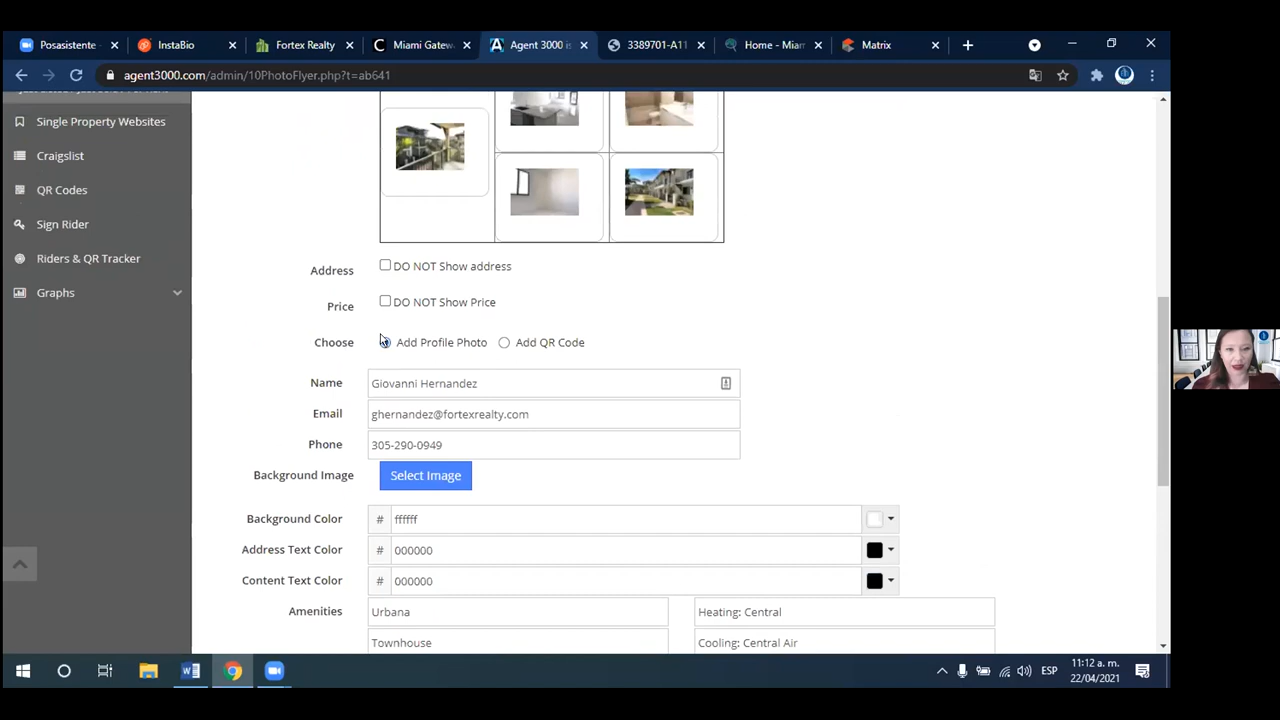 Posasistente
InstaBio
Fortex Realty
Miami Gatew
Agent 3000 is
3389701-A11
Home - Miam
Matrix
agent3000.com/admin/10PhotoFlyer.php?t=ab641
Single Property Websites
Craigslist
QR Codes
Sign Rider
Riders & QR Tracker
Graphs
Address
DO NOT Show address
Price
DO NOT Show Price
Choose
Add Profile Photo
Add QR Code
Name
Giovanni Hernandez
Email
ghernandez@fortexrealty.com
Phone
305-290-0949
Background Image
Select Image
Background Color
# ffffff
Address Text Color
# 000000
Content Text Color
# 000000
Amenities
Urbana
Heating: Central
Townhouse
Cooling: Central Air
ESP
11:12 a. m.
22/04/2021